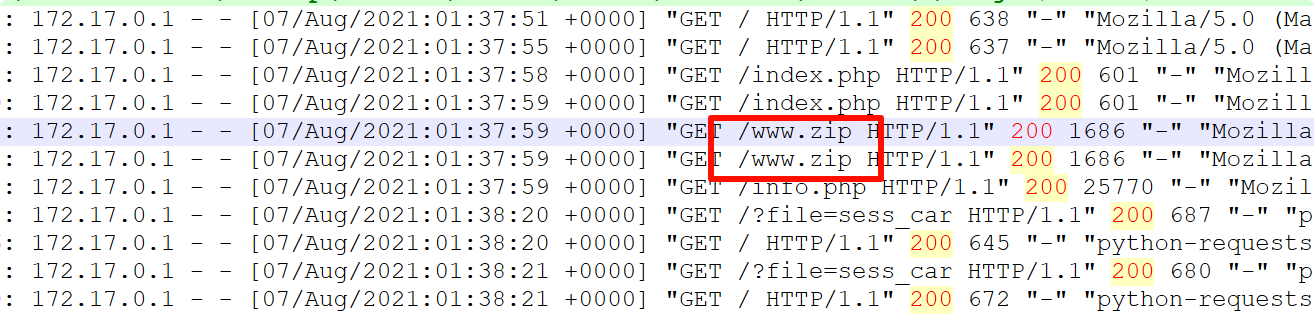 : 172.17.0.1 - - [07/Aug/2021:01:37:51 +0000] "GET / HTTP/1.1" 200 638 "-" "Mozilla/5.0 (Ma
: 172.17.0.1 - - [07/Aug/2021:01:37:55 +0000] "GET / HTTP/1.1" 200 637 "-" "Mozilla/5.0 (Ma
: 172.17.0.1 - - [07/Aug/2021:01:37:58 +0000] "GET /index.php HTTP/1.1" 200 601 "-" "Mozill
: 172.17.0.1 - - [07/Aug/2021:01:37:59 +0000] "GET /index.php HTTP/1.1" 200 601 "-" "Mozill
: 172.17.0.1 - - [07/Aug/2021:01:37:59 +0000] "GET /www.zip HTTP/1.1" 200 1686 "-" "Mozilla
: 172.17.0.1 - - [07/Aug/2021:01:37:59 +0000] "GET /www.zip HTTP/1.1" 200 1686 "-" "Mozilla
: 172.17.0.1 - - [07/Aug/2021:01:37:59 +0000] "GET /info.php HTTP/1.1" 200 25770 "-" "Mozil
: 172.17.0.1 - - [07/Aug/2021:01:38:20 +0000] "GET /?file=sess_car HTTP/1.1" 200 687 "-" "p
: 172.17.0.1 - - [07/Aug/2021:01:38:20 +0000] "GET / HTTP/1.1" 200 645 "-" "python-requests
: 172.17.0.1 - - [07/Aug/2021:01:38:21 +0000] "GET /?file=sess_car HTTP/1.1" 200 680 "-" "p
: 172.17.0.1 - - [07/Aug/2021:01:38:21 +0000] "GET / HTTP/1.1" 200 672 "-" "python-requests